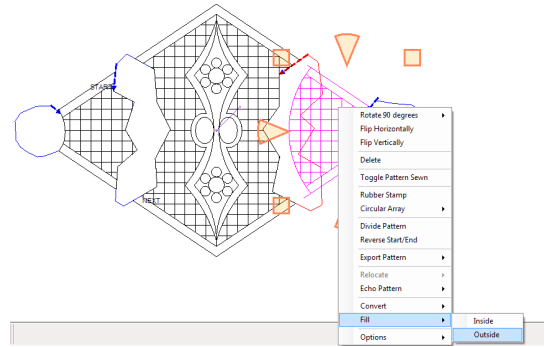 START
NEXT
Rotate 90 degrees
Flip Horizontally
Flip Vertically
Delete
Toggle Pattern Sewn
Rubber Stamp
Circular Array
Divide Pattern
Reverse Start/End
Export Pattern
Relocate
Echo Pattern
Convert
Fill
Inside
Outside
Options